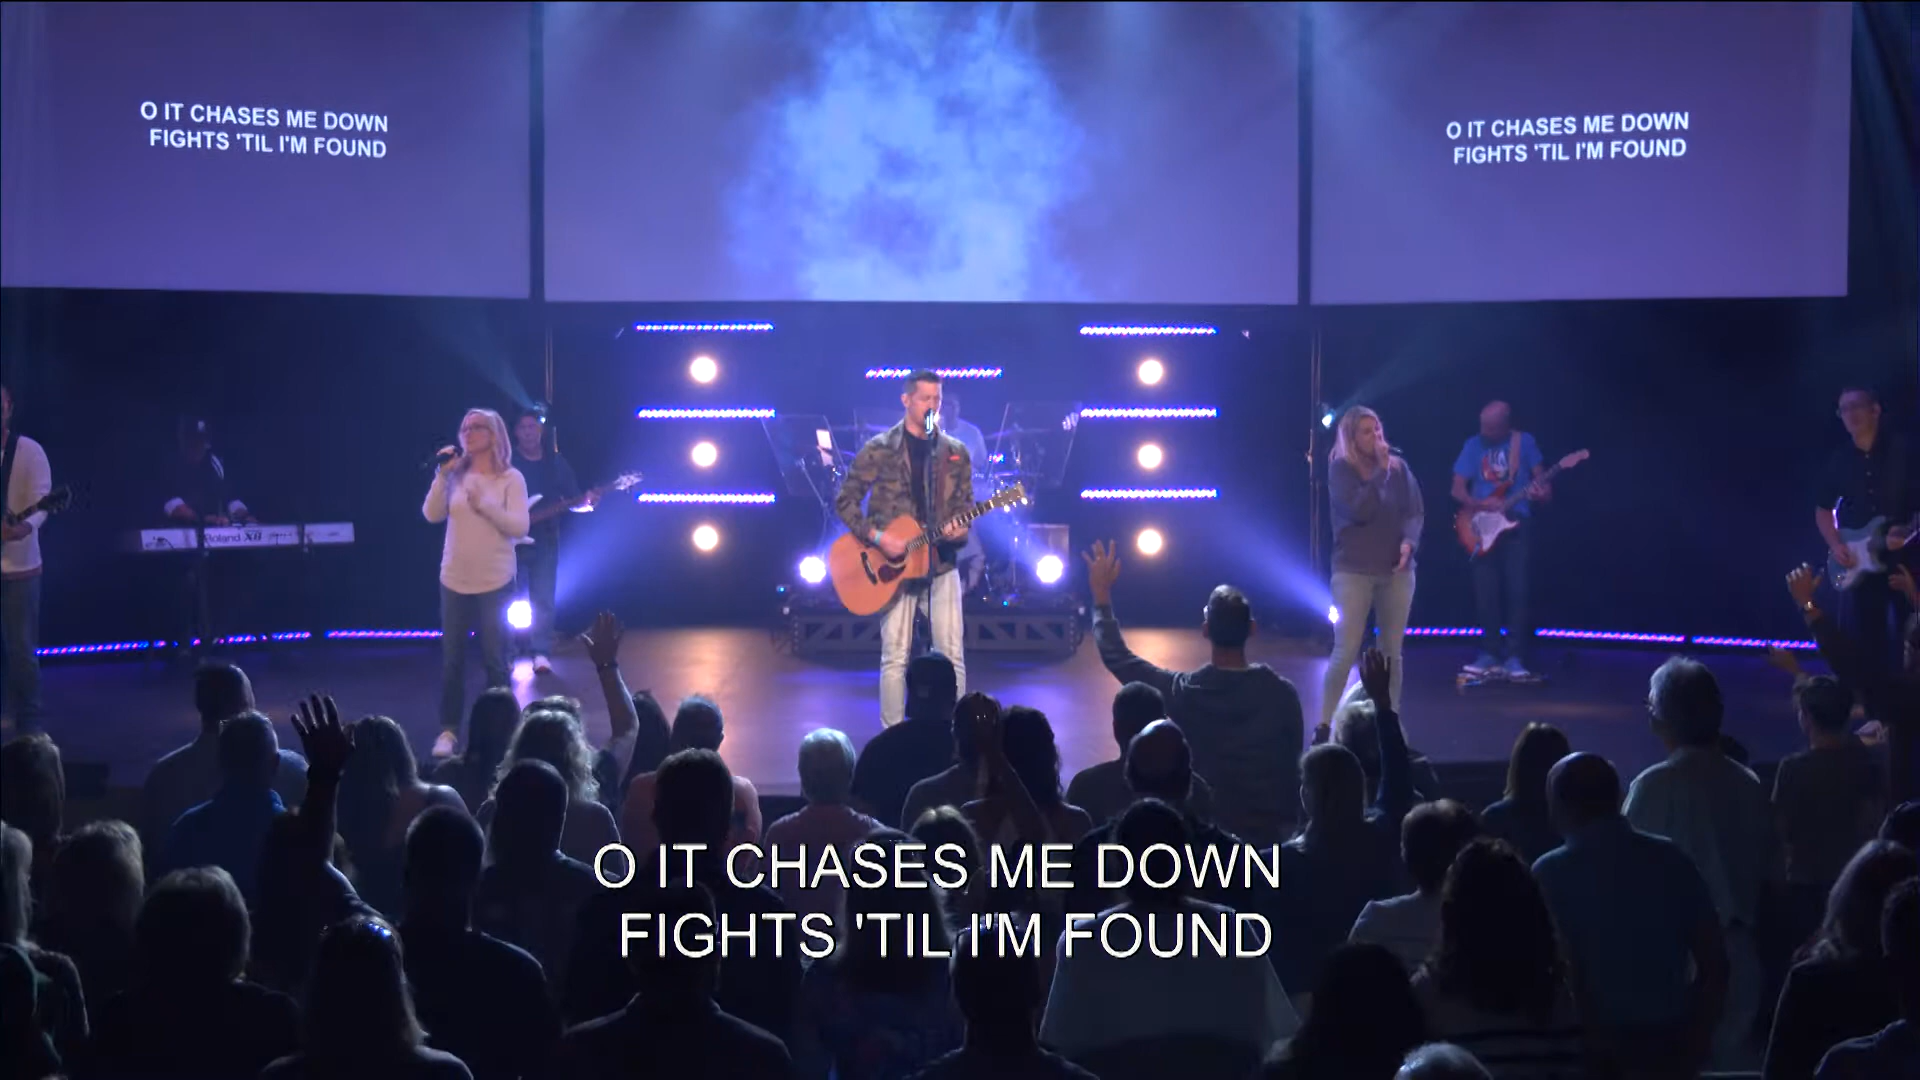 O IT CHASES ME DOWN
FIGHTS 'TIL I'M FOUND
O IT CHASES ME DOWN
FIGHTS 'TIL I'M FOUND
Roland X8
O IT CHASES ME DOWN
FIGHTS 'TIL I'M FOUND